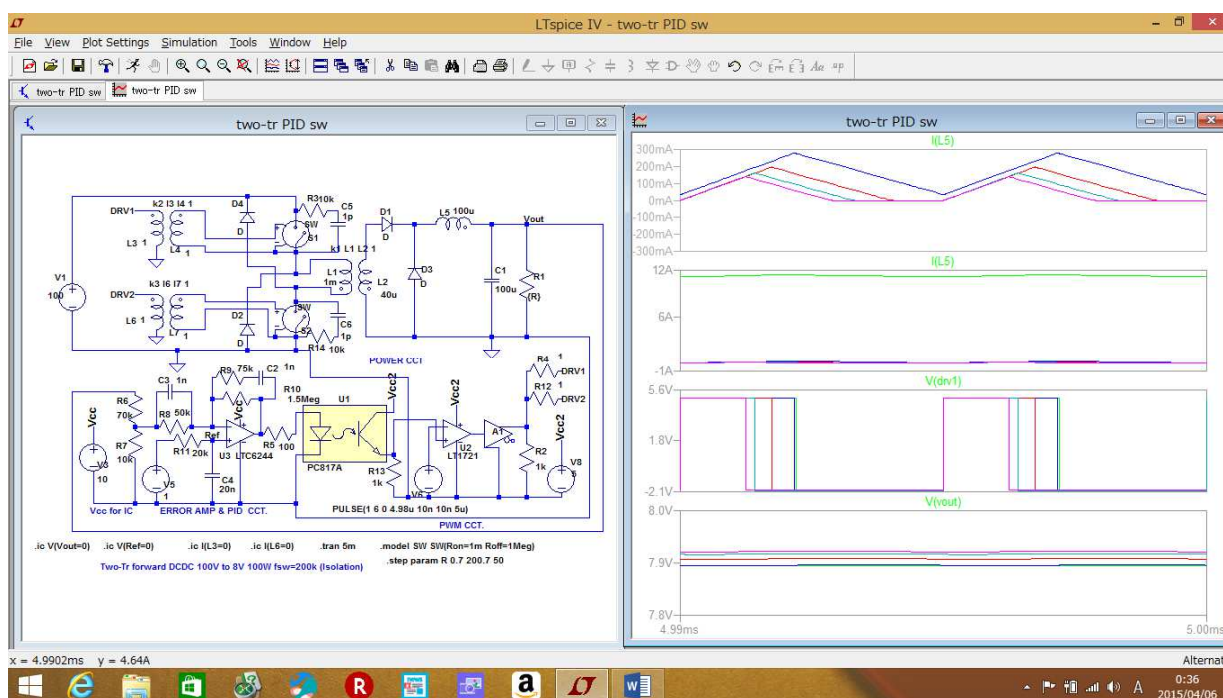 LTspice IV - two-tr PID sw
File View Plot Settings Simulation Tools Window Help
two-tr PID sw
two-tr PID sw
two-tr PID sw
DRV1
k2 l3 l4 1
L3 1
L4 1
D4
D
R3
10k
C5
1p
SW
S1
D1
D
L5
100u
Vout
k1 L1 L2 1
L1
1m
L2
40u
D3
D
C1
100u
R1
{R}
V1
100
k3 l6 l7 1
DRV2
L6 1
L7
1
D2
D
SW
S2
C6
1p
R14 10k
POWER CCT
R4
1
DRV1
R12
1
DRV2
R9
75k
C2
1n
C3
1n
R10
1.5Meg
U1
Vcc2
Vcc2
Vcc
R6
70k
R8
50k
Vcc
Ref
R7
10k
R11
20k
U3
LTC6244
R5
100
PC817A
U2
LT1721
A1
R2
1k
Vcc2
V8
5
V3
10
V5
1
C4
20n
R13
1k
V6
PULSE(1 6 0 4.98u 10n 10n 5u)
Vcc for IC
ERROR AMP & PID CCT.
PWM CCT.
.ic V(Vout=0) .ic V(Ref=0) .ic I(L3=0) .ic I(L6=0) .tran 5m .model SW SW(Ron=1m Roff=1Meg)
.step param R 0.7 200.7 50
Two-Tr forward DCDC 100V to 8V 100W fsw=200k (Isolation)
two-tr PID sw
I(L5)
300mA
200mA
100mA
0mA
-100mA
-200mA
-300mA
I(L5)
12A
6A
-1A
V(drv1)
5.6V
1.8V
-2.1V
V(vout)
8.0V
7.9V
7.8V
4.99ms
5.00ms
x = 4.9902ms y = 4.64A
Alternat
A
0:36
2015/04/06